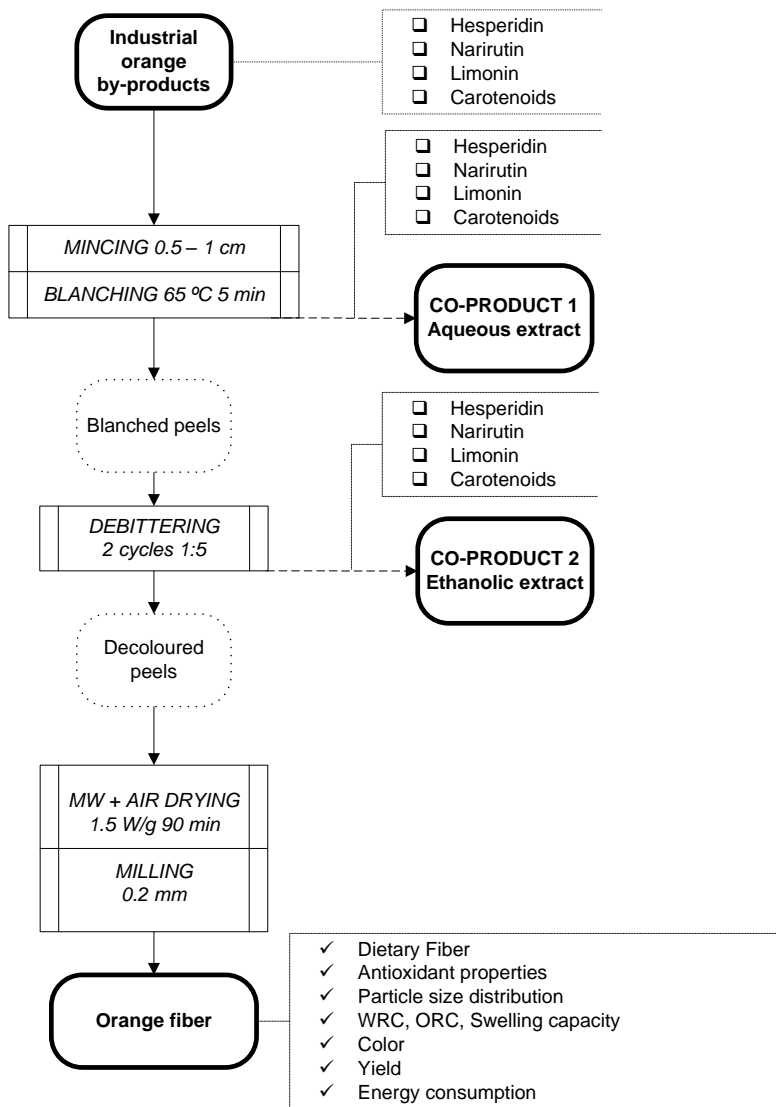 Industrial
orange
by-products
❑ Hesperidin
❑ Narirutin
❑ Limonin
❑ Carotenoids
❑ Hesperidin
❑ Narirutin
❑ Limonin
❑ Carotenoids
MINCING 0.5 – 1 cm
BLANCHING 65 ºC 5 min
CO-PRODUCT 1
Aqueous extract
Blanched peels
❑ Hesperidin
❑ Narirutin
❑ Limonin
❑ Carotenoids
DEBITTERING
2 cycles 1:5
CO-PRODUCT 2
Ethanolic extract
Decoloured
peels
MW + AIR DRYING
1.5 W/g 90 min
MILLING
0.2 mm
Orange fiber
✓ Dietary Fiber
✓ Antioxidant properties
✓ Particle size distribution
✓ WRC, ORC, Swelling capacity
✓ Color
✓ Yield
✓ Energy consumption